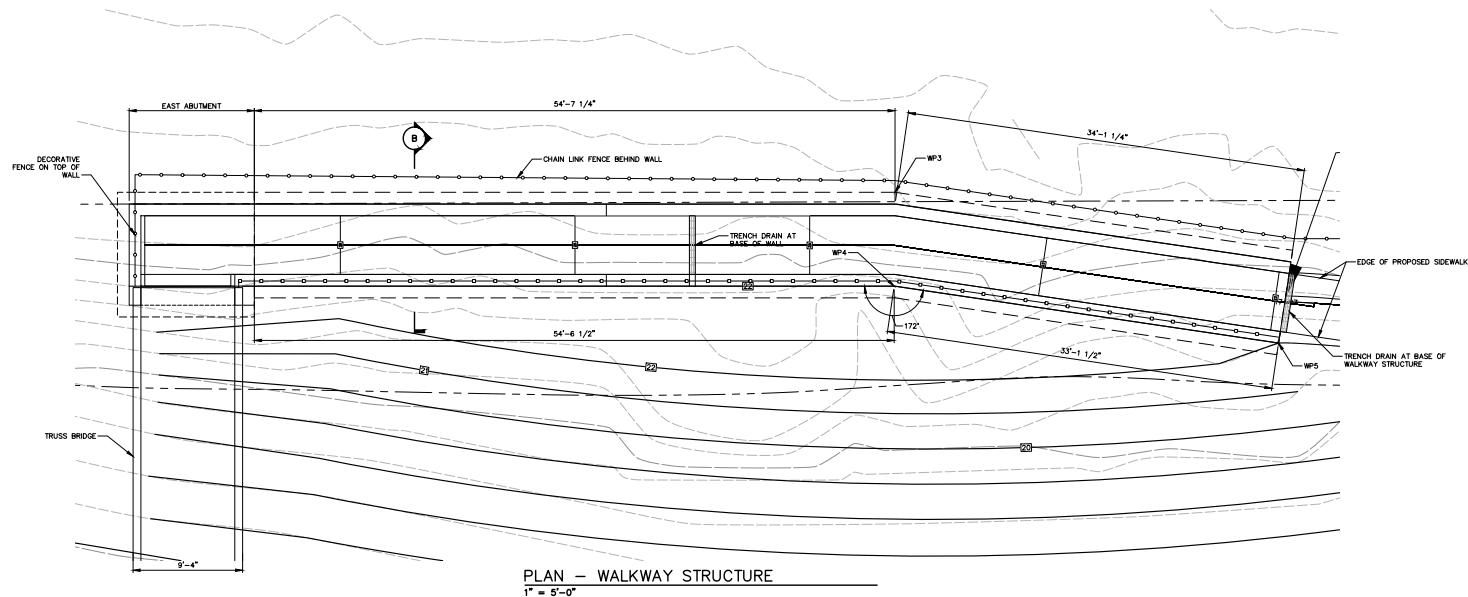 EAST ABUTMENT
54'-7 1/4"
34'-1 1/4"
B
DECORATIVE
FENCE ON TOP OF
WALL
CHAIN LINK FENCE BEHIND WALL
WP3
TRENCH DRAIN AT
BASE OF WALL
WP4
EDGE OF PROPOSED SIDEWALK
22
172°
54'-6 1/2"
33'-1 1/2"
TRENCH DRAIN AT BASE OF
WALKWAY STRUCTURE
WP5
21
22
TRUSS BRIDGE
20
9'-4"
PLAN - WALKWAY STRUCTURE
1" = 5'-0"